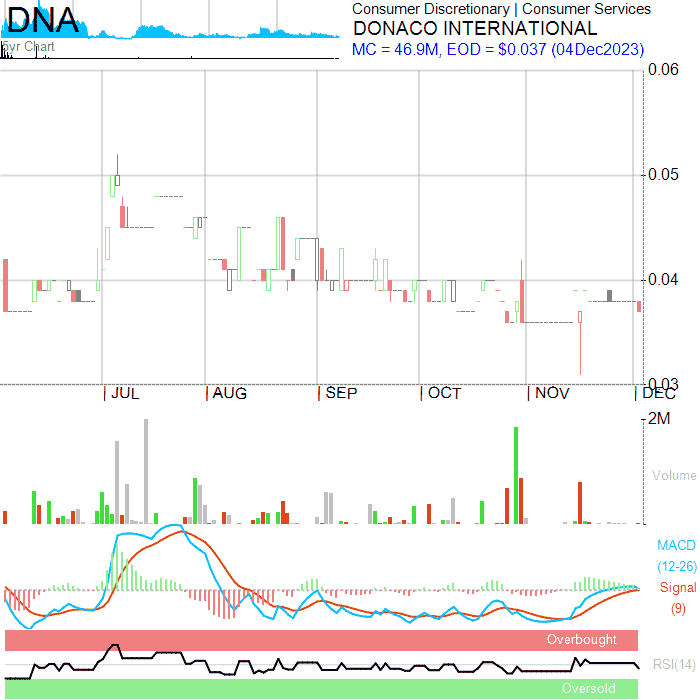 DNA
5yr Chart
Consumer Discretionary | Consumer Services
DONACO INTERNATIONAL
MC = 46.9M, EOD = $0.037 (04Dec2023)
0.06
0.05
0.04
0.03
JUL AUG SEP OCT NOV DEC
2M
Volume
MACD
(12-26)
Signal
(9)
Overbought
RSI(14)
Oversold